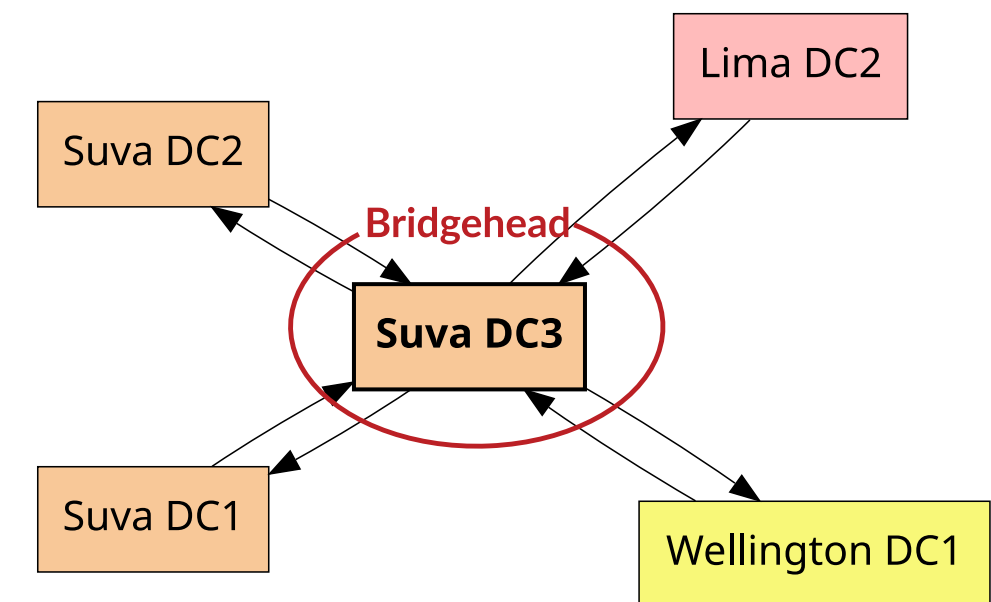 Lima DC2
Suva DC2
Bridgehead
Suva DC3
Suva DC1
Wellington DC1